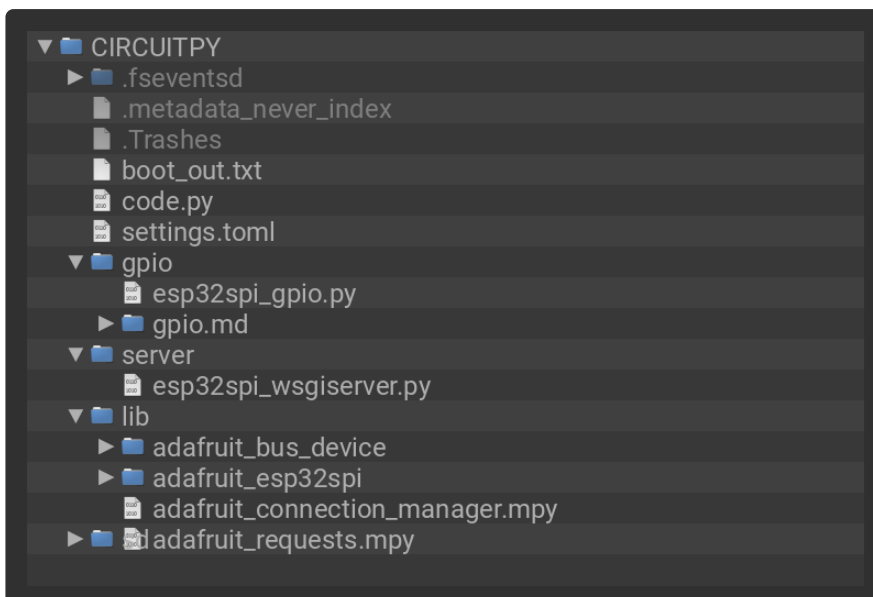 CIRCUITPY
.fseventsd
.metadata_never_index
.Trashes
boot_out.txt
code.py
settings.toml
gpio
esp32spi_gpio.py
gpio.md
server
esp32spi_wsgiserver.py
lib
adafruit_bus_device
adafruit_esp32spi
adafruit_connection_manager.mpy
sd
adafruit_requests.mpy